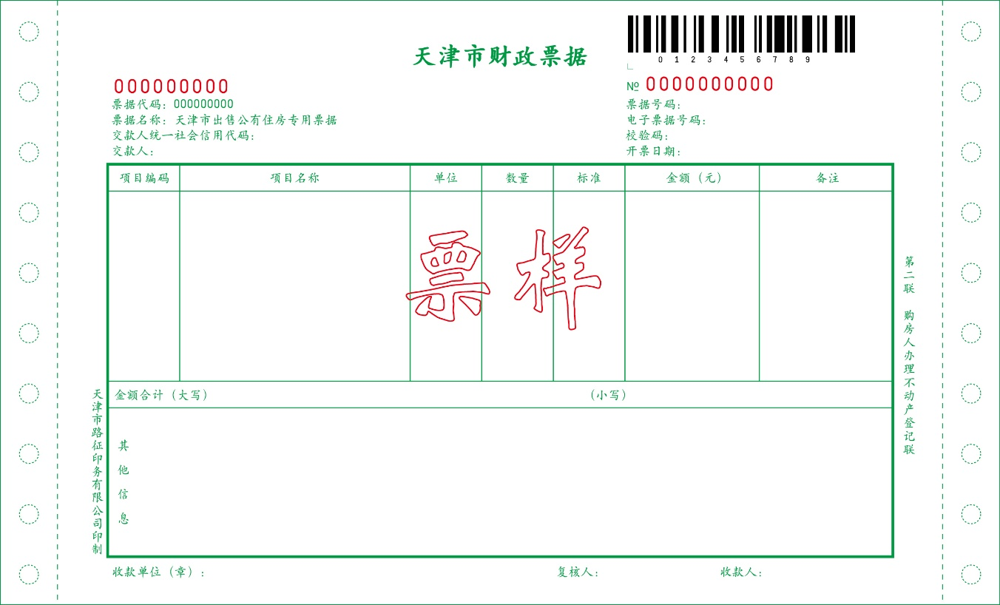 天津市财政票据
0 1 2 3 4 5 6 7 8 9
000000000
№ 0000000000
票据代码：000000000
票据号码：
票据名称：天津市出售公有住房专用票据
电子票据号码：
交款人统一社会信用代码：
校验码：
交款人：
开票日期：
项目编码 项目名称 单位 数量 标准 金额（元） 备注
票样
金额合计（大写） （小写）
其他信息
天津市路征印务有限公司印制
第二联 购房人办理不动产登记联
收款单位（章）： 复核人： 收款人：